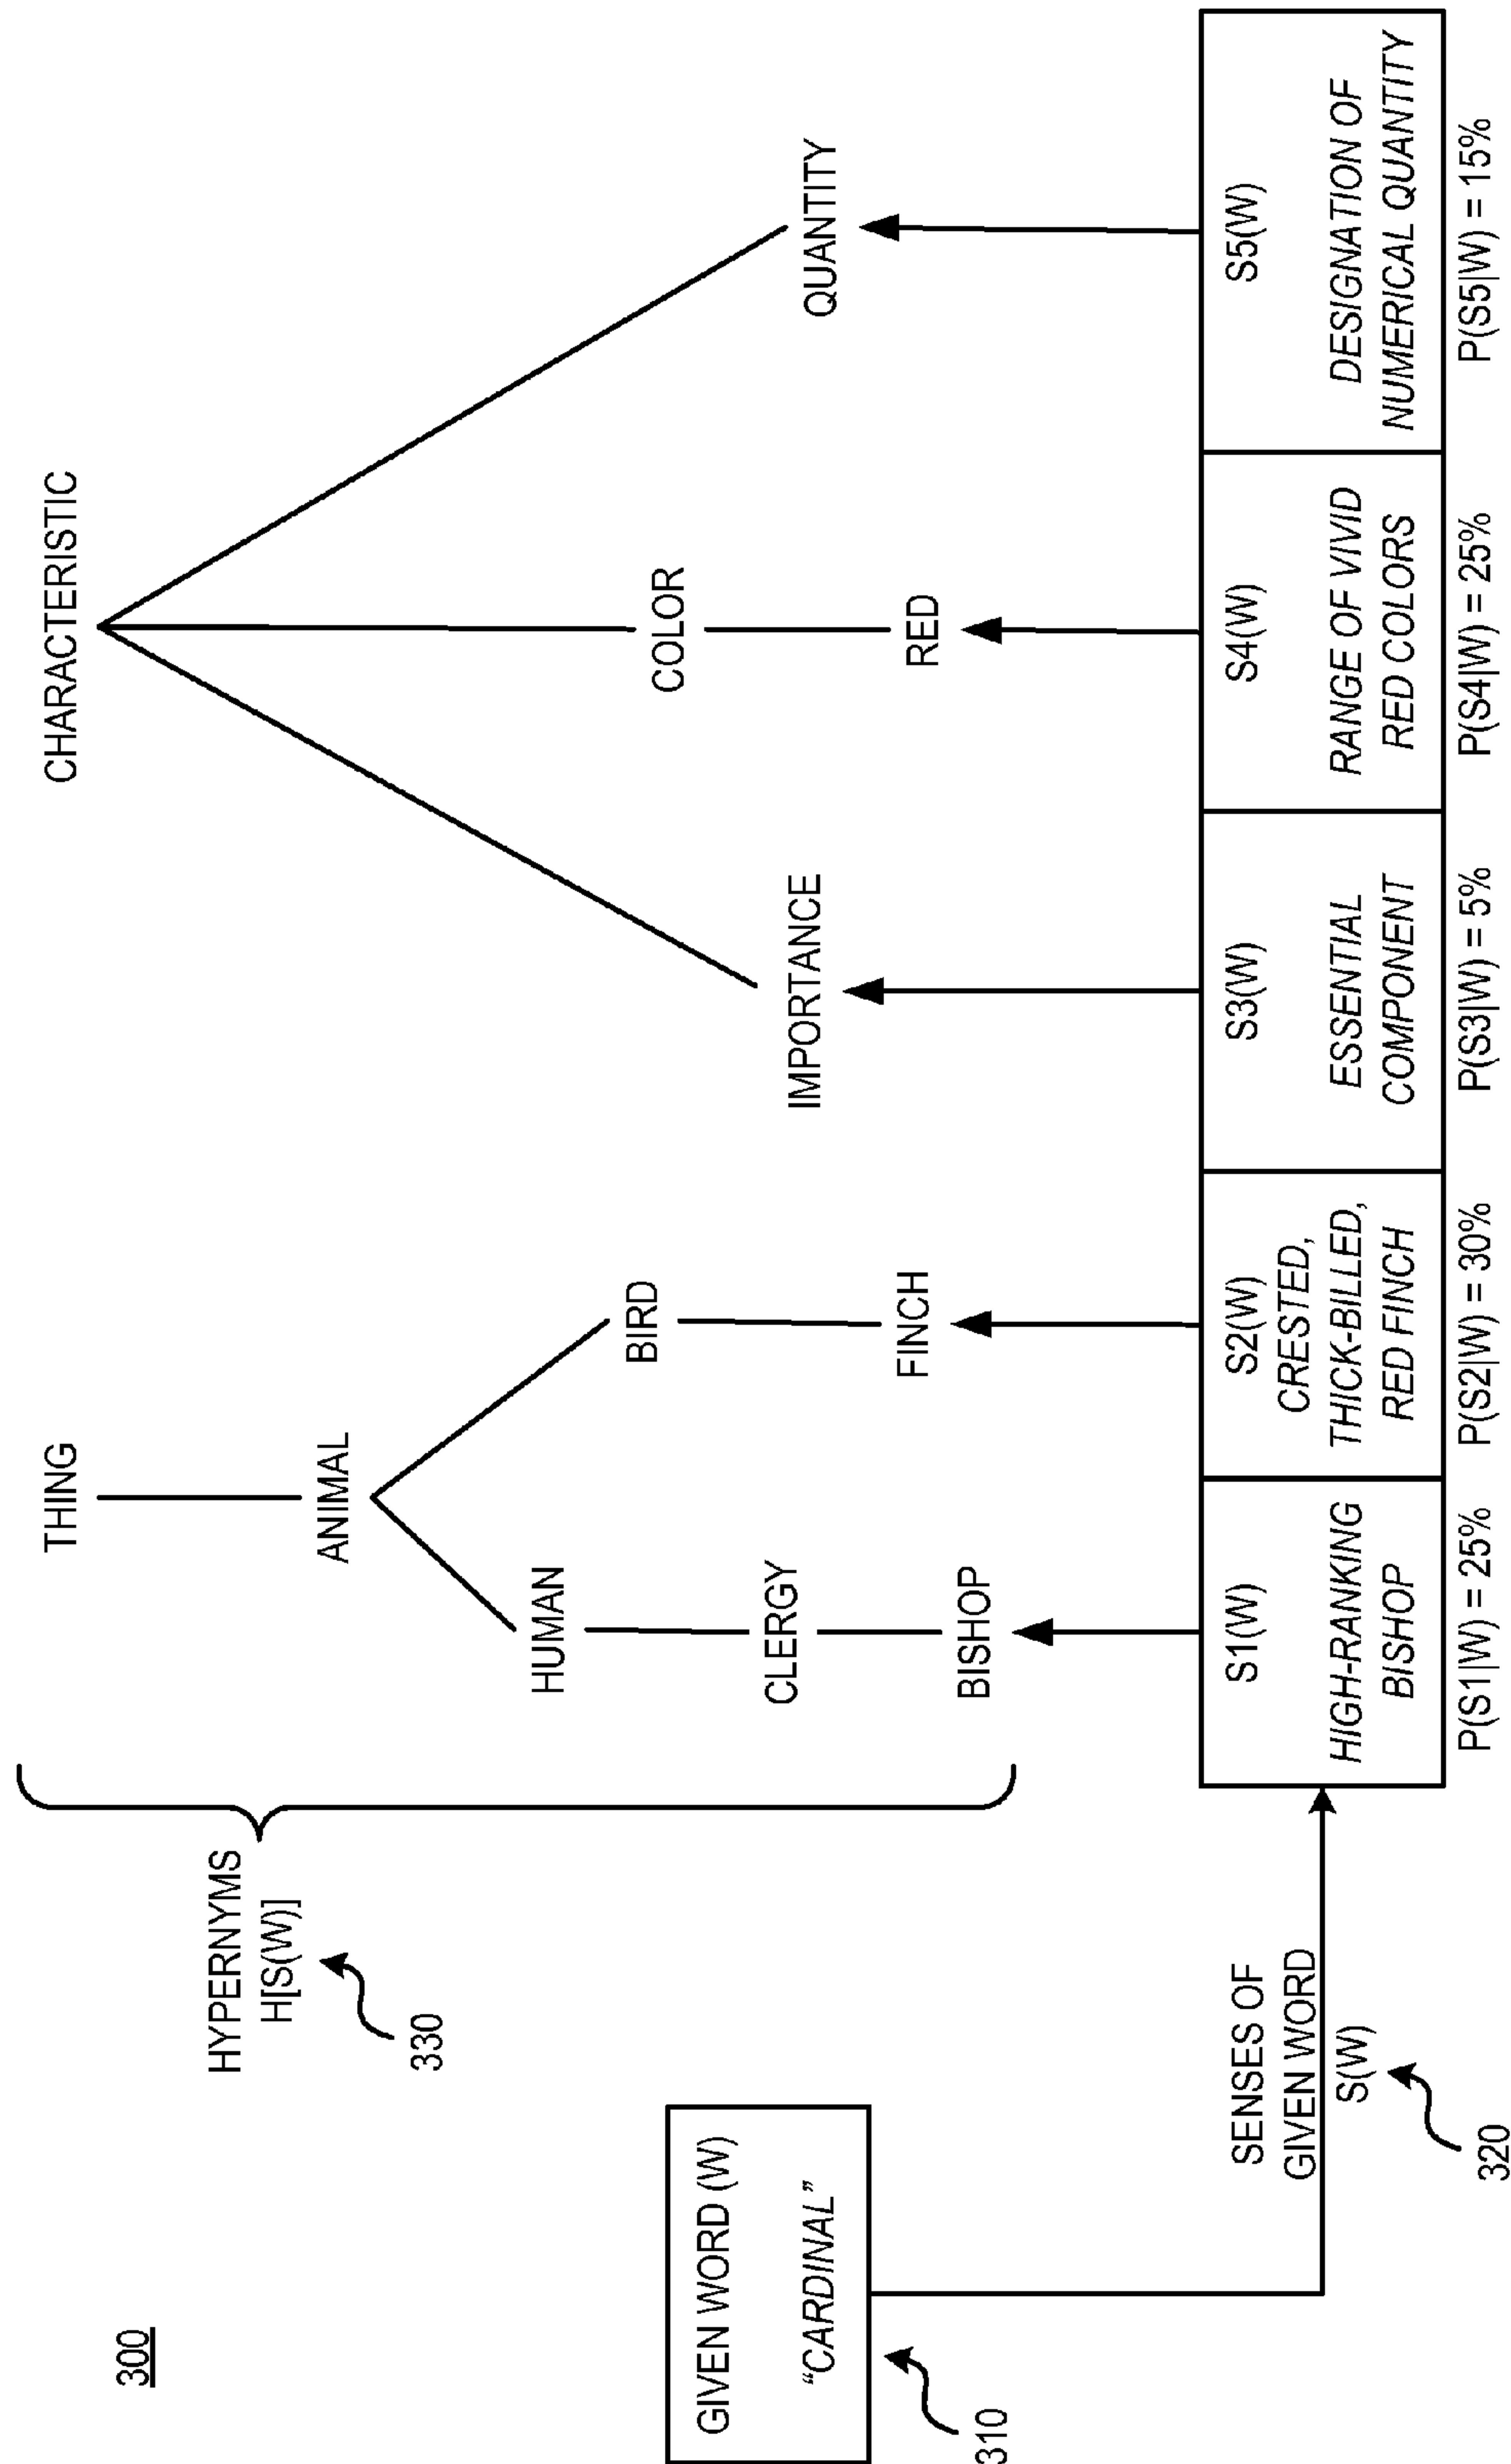 300
THING
CHARACTERISTIC
HYPERNYMS
H[S(W)]
330
ANIMAL
HUMAN
BIRD
COLOR
CLERGY
IMPORTANCE
QUANTITY
BISHOP
FINCH
RED
GIVEN WORD (W)
“CARDINAL”
310
SENSES OF
GIVEN WORD
S(W)
320
S1(W)
HIGH-RANKING
BISHOP
P(S1|W) = 25%
S2(W)
CRESTED,
THICK-BILLED,
RED FINCH
P(S2|W) = 30%
S3(W)
ESSENTIAL
COMPONENT
P(S3|W) = 5%
S4(W)
RANGE OF VIVID
RED COLORS
P(S4|W) = 25%
S5(W)
DESIGNATION OF
NUMERICAL QUANTITY
P(S5|W) = 15%